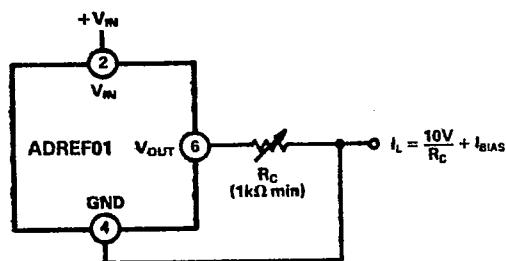 +VIN
2
VIN
ADREF01
VOUT
6
RC
(1kΩ min)
IL = 10V/RC + IBIAS
GND
4